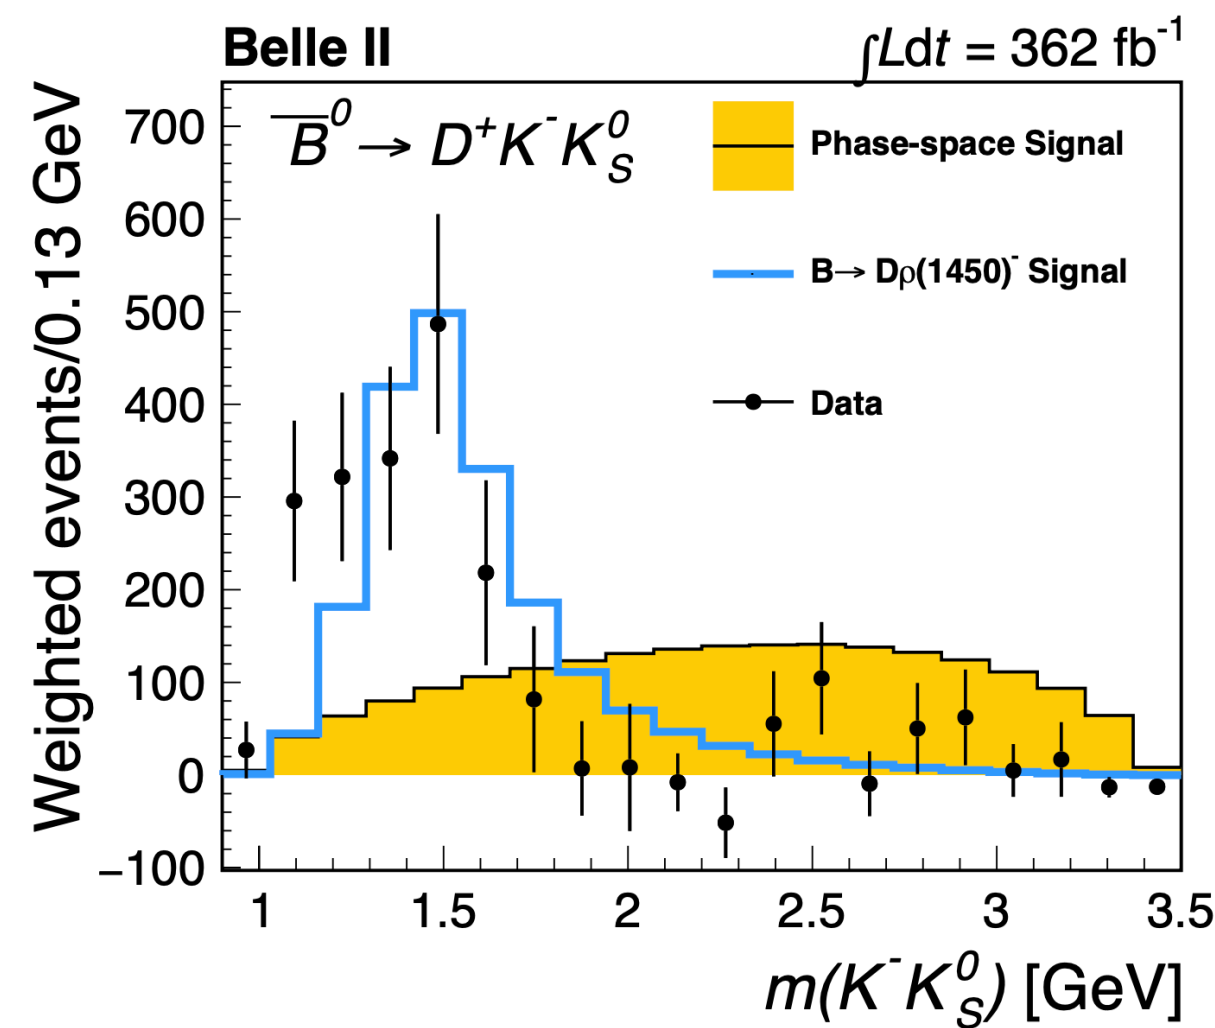 Belle II
∫Ldt = 362 fb⁻¹
B̅⁰ → D⁺K⁻K⁰_S
Phase-space Signal
B→ Dρ(1450)⁻ Signal
Data
Weighted events/0.13 GeV
700
600
500
400
300
200
100
0
−100
1 1.5 2 2.5 3 3.5
m(K⁻K⁰_S) [GeV]